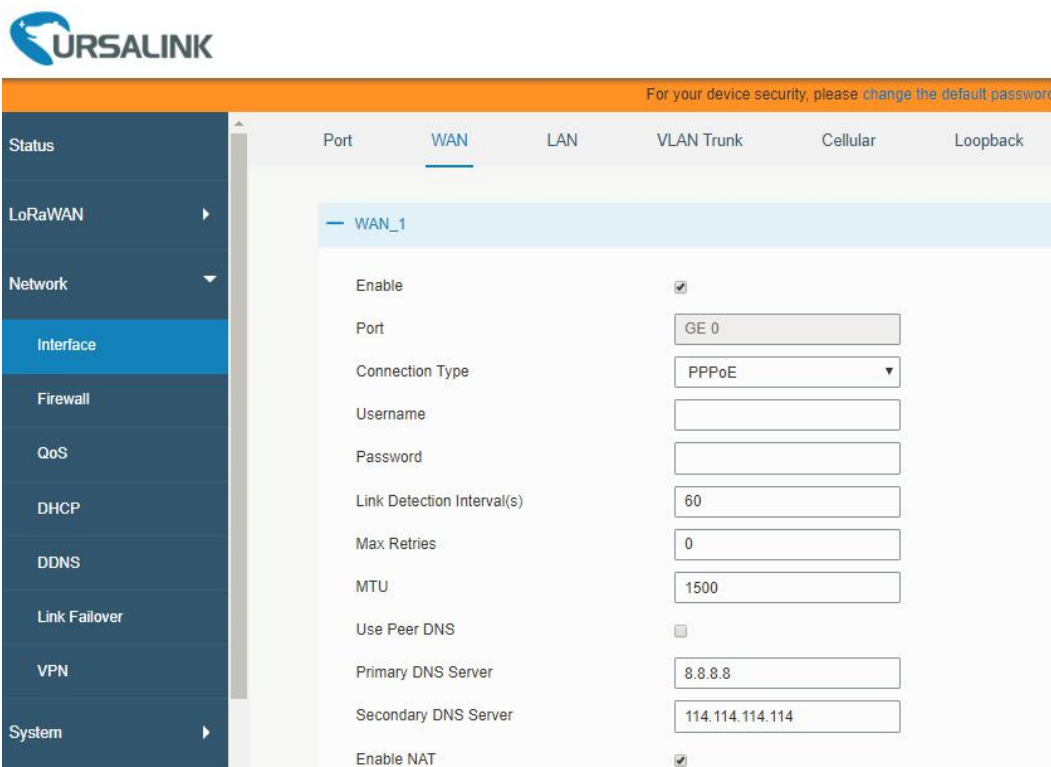 URSALINK
For your device security, please change the default password
Status
LoRaWAN
Network
Interface
Firewall
QoS
DHCP
DDNS
Link Failover
VPN
System
Port WAN LAN VLAN Trunk Cellular Loopback
WAN_1
Enable
Port GE 0
Connection Type PPPoE
Username
Password
Link Detection Interval(s) 60
Max Retries 0
MTU 1500
Use Peer DNS
Primary DNS Server 8.8.8.8
Secondary DNS Server 114.114.114.114
Enable NAT